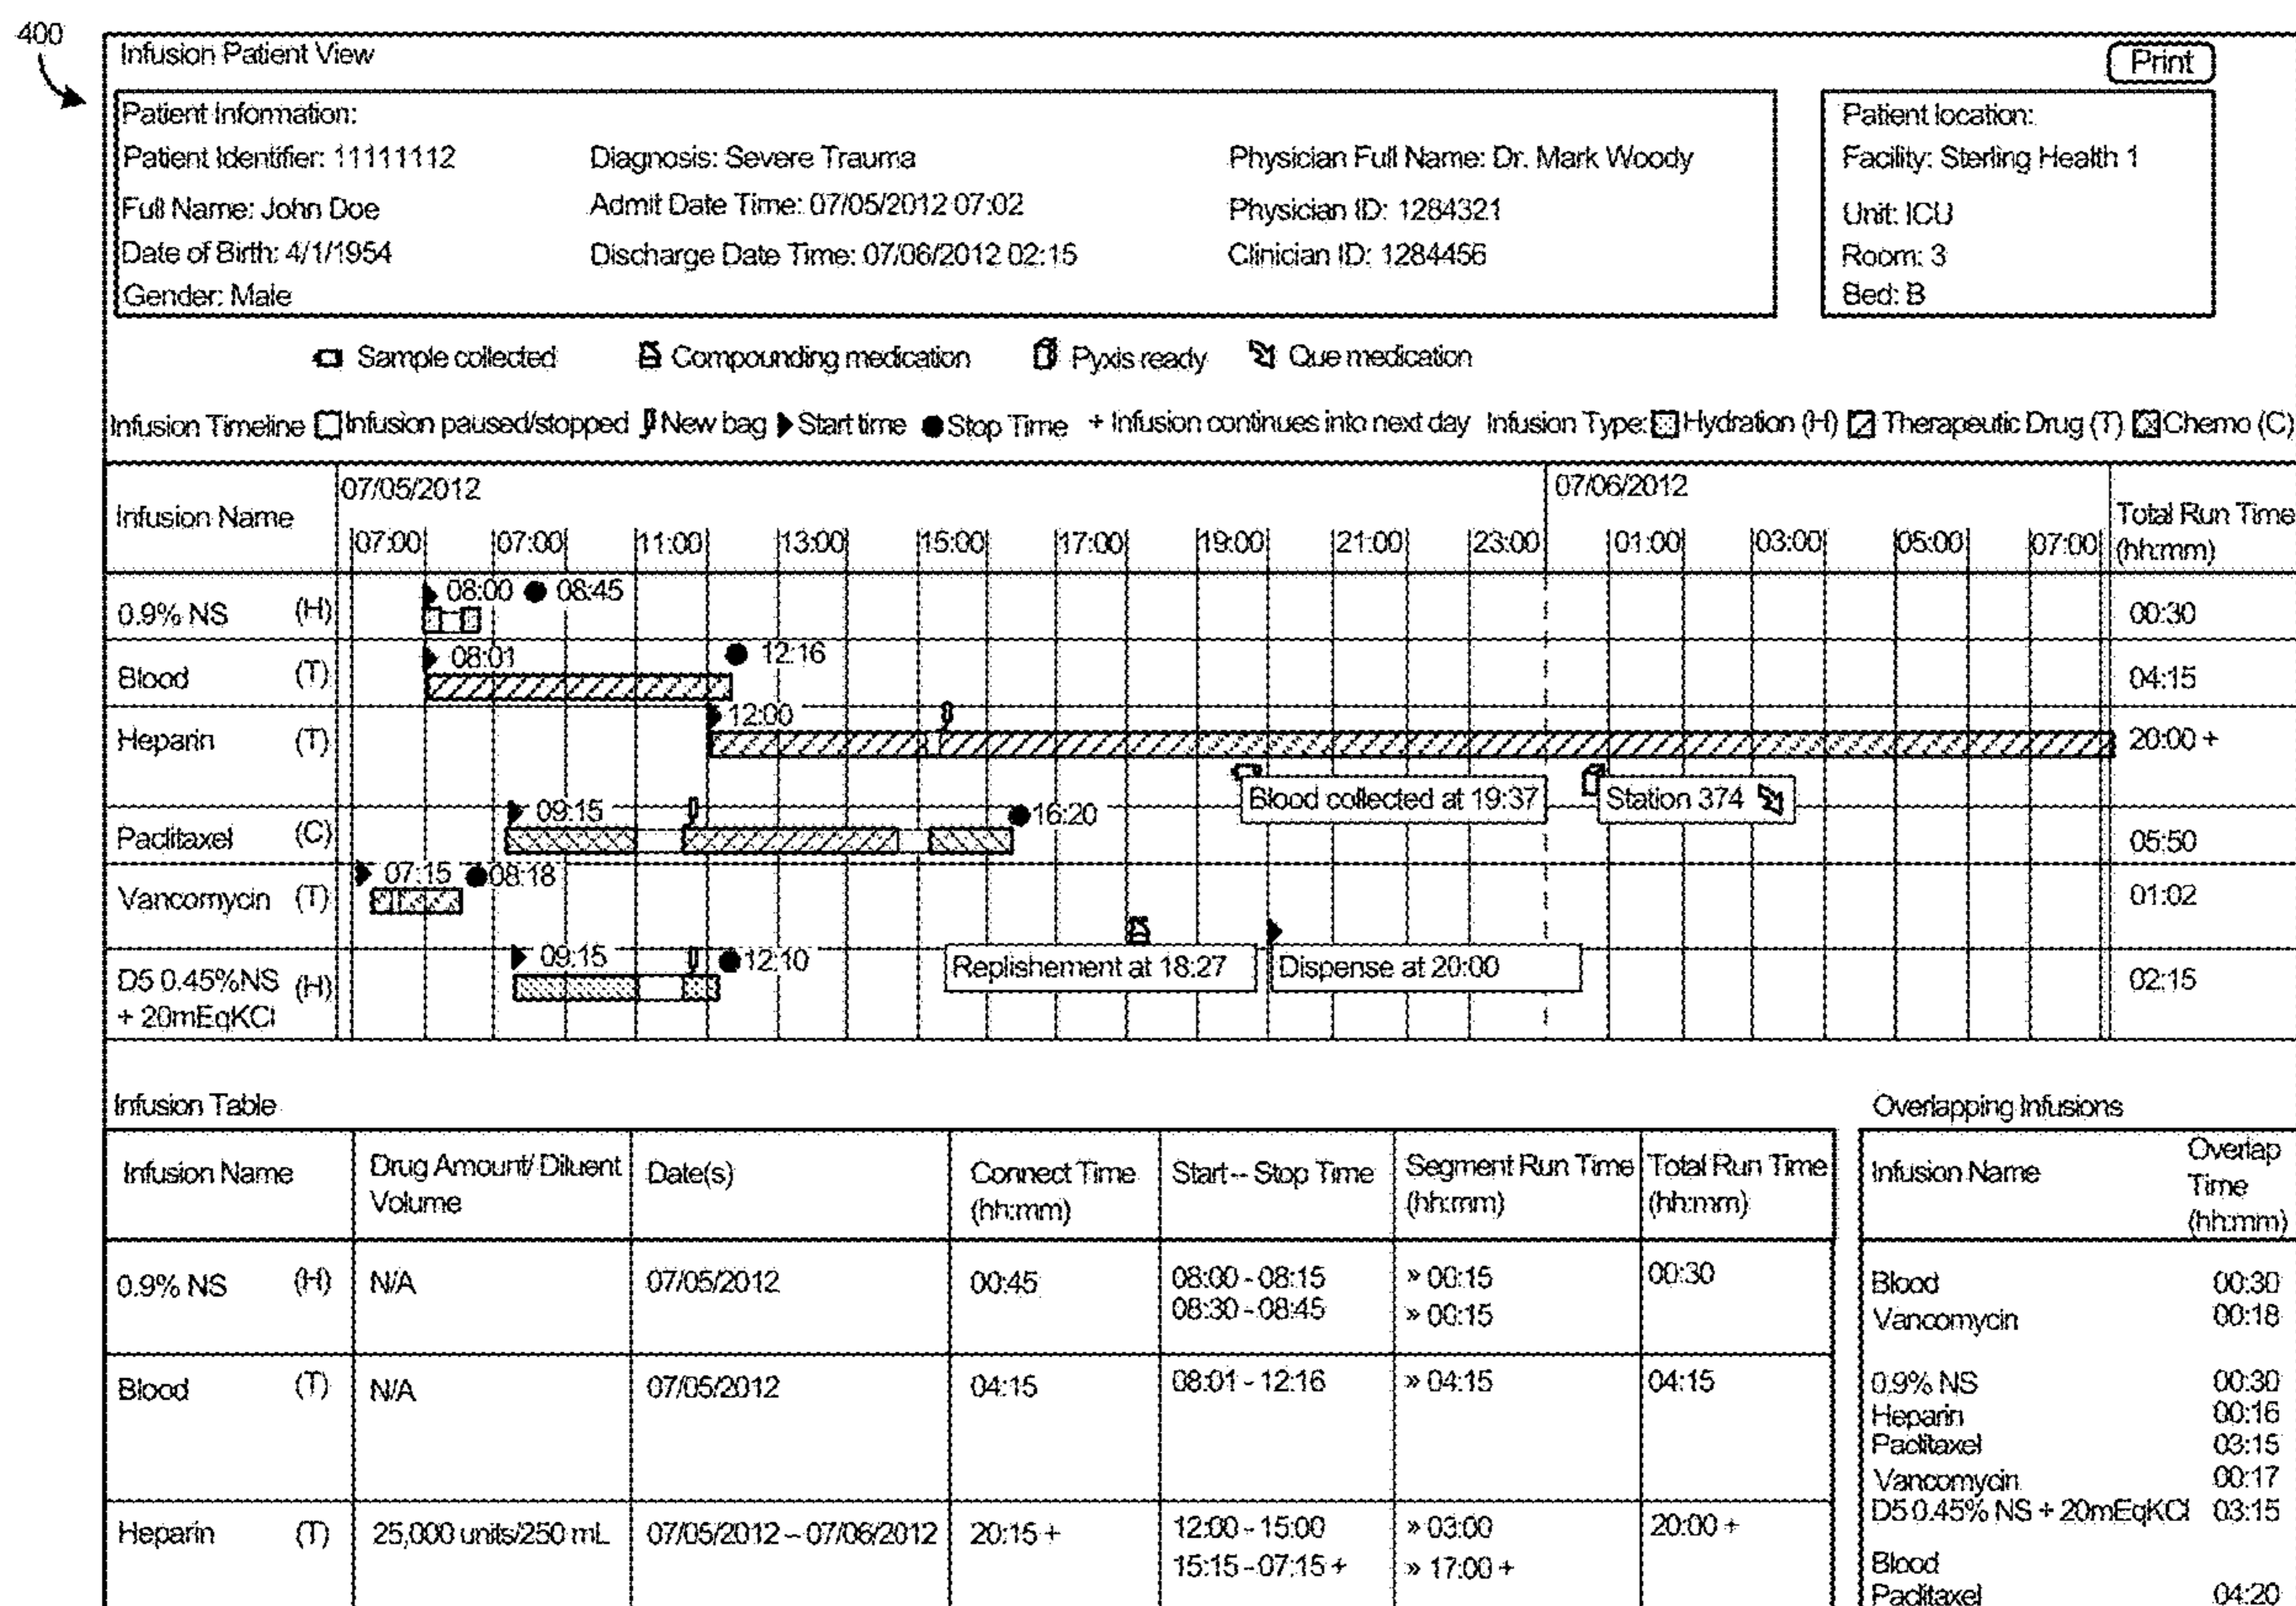 400
Infusion Patient View
Print
Patient Information:
Patient Identifier: 11111112
Diagnosis: Severe Trauma
Physician Full Name: Dr. Mark Woody
Full Name: John Doe
Admit Date Time: 07/05/2012 07:02
Physician ID: 1284321
Date of Birth: 4/1/1954
Discharge Date Time: 07/06/2012 02:15
Clinician ID: 1284456
Gender: Male
Patient location:
Facility: Sterling Health 1
Unit: ICU
Room: 3
Bed: B
Sample collected
Compounding medication
Pyxis ready
Que medication
Infusion Timeline Infusion paused/stopped New bag Start time Stop Time + Infusion continues into next day Infusion Type: Hydration (H) Therapeutic Drug (T) Chemo (C)
Infusion Name
07/05/2012
07/06/2012
Total Run Time
(hh:mm)
07:00 07:00 11:00 13:00 15:00 17:00 19:00 21:00 23:00 01:00 03:00 05:00 07:00
0.9% NS (H) 08:00 08:45 00:30
Blood (T) 08:01 12:16 04:15
Heparin (T) 12:00 20:00 +
Blood collected at 19:37
Station 374
Paclitaxel (C) 09:15 16:20 05:50
Vancomycin (T) 07:15 08:18 01:02
D5 0.45%NS
+ 20mEqKCl
(H) 09:15 12:10 02:15
Replishement at 18:27
Dispense at 20:00
Infusion Table
Infusion Name
Drug Amount/ Diluent
Volume
Date(s)
Connect Time
(hh:mm)
Start -- Stop Time
Segment Run Time
(hh:mm)
Total Run Time
(hh:mm)
0.9% NS (H) N/A 07/05/2012 00:45 08:00 - 08:15 » 00:15 00:30
08:30 - 08:45 » 00:15
Blood (T) N/A 07/05/2012 04:15 08:01 - 12:16 » 04:15 04:15
Heparin (T) 25,000 units/250 mL 07/05/2012 -- 07/06/2012 20:15 + 12:00 - 15:00 » 03:00 20:00 +
15:15 - 07:15 + » 17:00 +
Overlapping Infusions
Infusion Name
Overlap
Time
(hh:mm)
Blood 00:30
Vancomycin 00:18
0.9% NS 00:30
Heparin 00:16
Paclitaxel 03:15
Vancomycin 00:17
D5 0.45% NS + 20mEqKCl 03:15
Blood
Paclitaxel 04:20